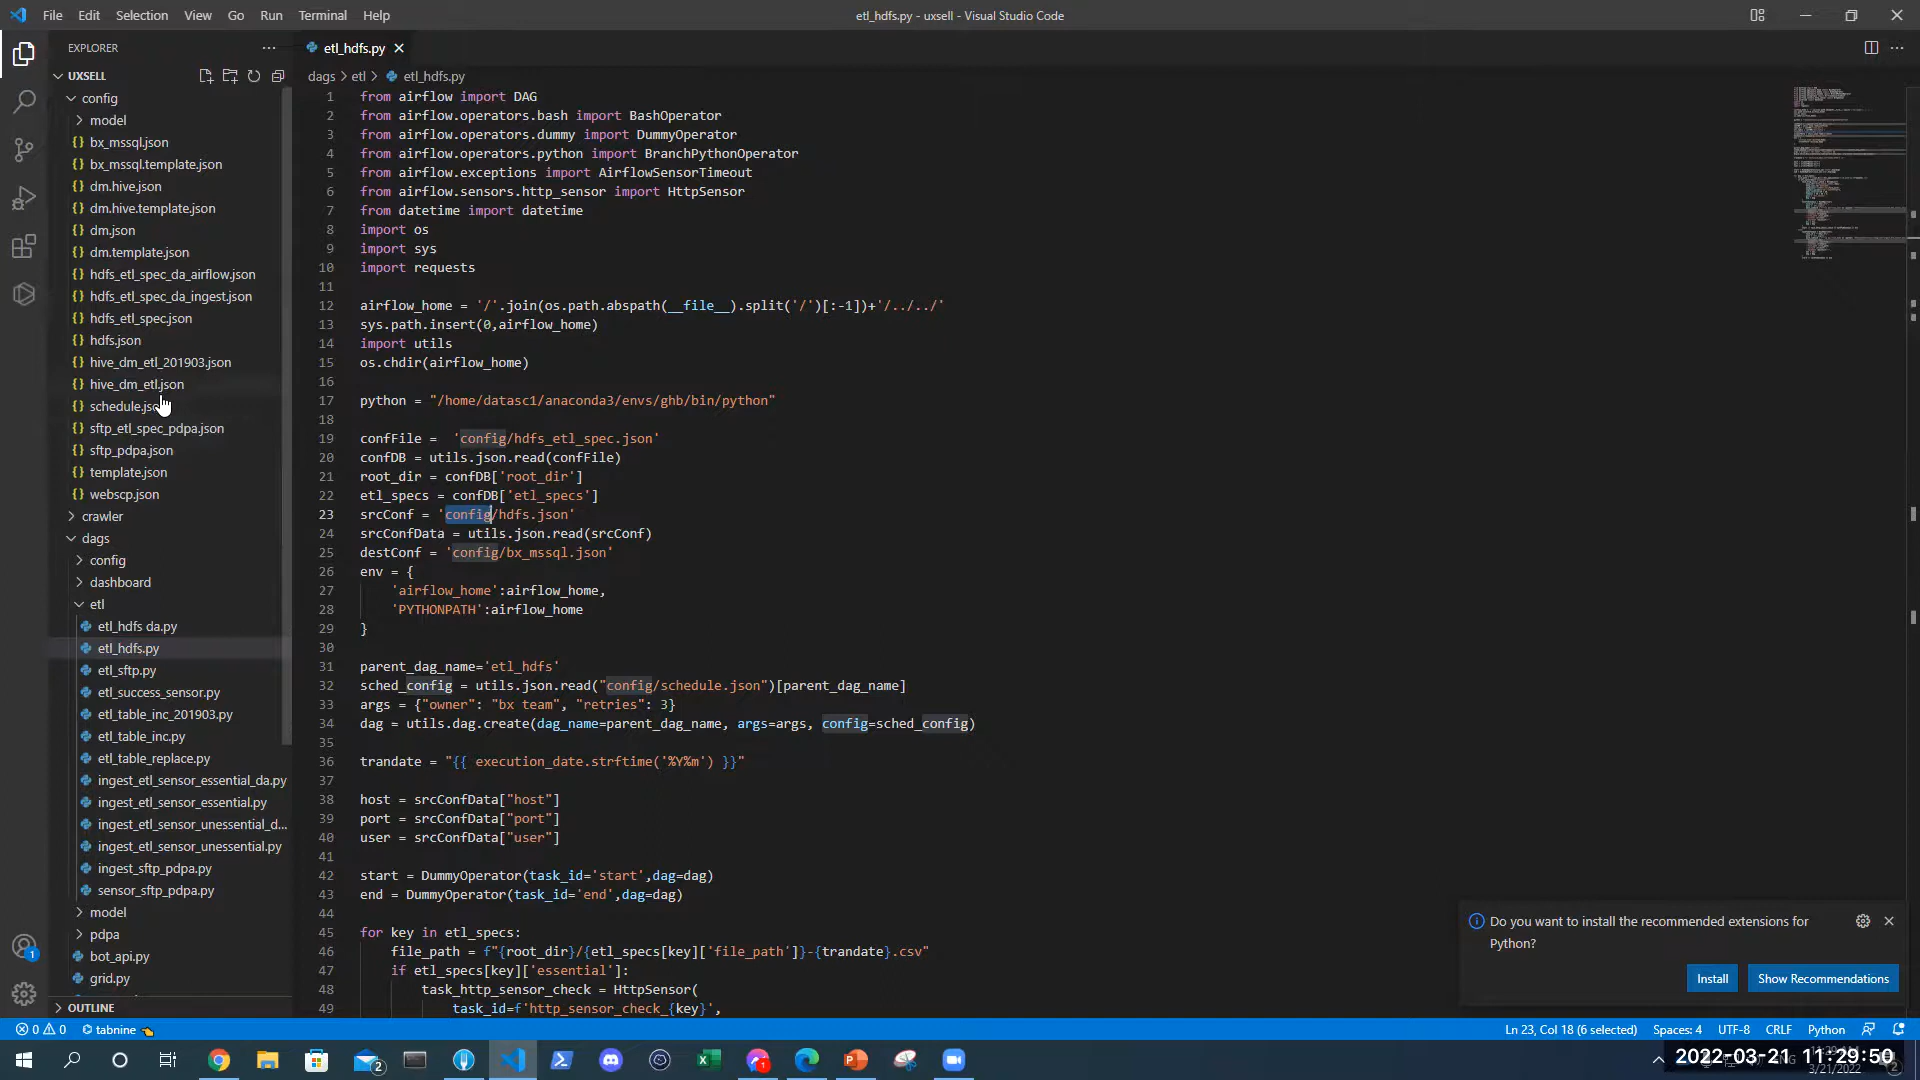 File Edit Selection View Go Run Terminal Help
etl_hdfs.py - uxsell - Visual Studio Code
EXPLORER
UXSELL
config
model
bx_mssql.json
bx_mssql.template.json
dm.hive.json
dm.hive.template.json
dm.json
dm.template.json
hdfs_etl_spec_da_airflow.json
hdfs_etl_spec_da_ingest.json
hdfs_etl_spec.json
hdfs.json
hive_dm_etl_201903.json
hive_dm_etl.json
sftp_etl_spec_pdpa.json
sftp_pdpa.json
template.json
webscp.json
crawler
dags
config
dashboard
etl
etl_hdfs da.py
etl_hdfs.py
etl_sftp.py
etl_success_sensor.py
etl_table_inc_201903.py
etl_table_inc.py
etl_table_replace.py
ingest_etl_sensor_essential_da.py
ingest_etl_sensor_essential.py
ingest_etl_sensor_unessential_d...
ingest_etl_sensor_unessential.py
ingest_sftp_pdpa.py
sensor_sftp_pdpa.py
model
pdpa
bot_api.py
grid.py
OUTLINE
etl_hdfs.py
dags > etl > etl_hdfs.py
1 from airflow import DAG
2 from airflow.operators.bash import BashOperator
3 from airflow.operators.dummy import DummyOperator
4 from airflow.operators.python import BranchPythonOperator
5 from airflow.exceptions import AirflowSensorTimeout
6 from airflow.sensors.http_sensor import HttpSensor
7 from datetime import datetime
8 import os
9 import sys
10 import requests
11
12 airflow_home = '/'.join(os.path.abspath(__file__).split('/')[:-1])+'/../../'
13 sys.path.insert(0,airflow_home)
14 import utils
15 os.chdir(airflow_home)
16
17 python = "/home/datasc1/anaconda3/envs/ghb/bin/python"
18
19 confFile =  'config/hdfs_etl_spec.json'
20 confDB = utils.json.read(confFile)
21 root_dir = confDB['root_dir']
22 etl_specs = confDB['etl_specs']
23 srcConf = 'config/hdfs.json'
24 srcConfData = utils.json.read(srcConf)
25 destConf = 'config/bx_mssql.json'
26 env = {
27     'airflow_home':airflow_home,
28     'PYTHONPATH':airflow_home
29 }
30
31 parent_dag_name='etl_hdfs'
32 sched_config = utils.json.read("config/schedule.json")[parent_dag_name]
33 args = {"owner": "bx team", "retries": 3}
34 dag = utils.dag.create(dag_name=parent_dag_name, args=args, config=sched_config)
35
36 trandate = "{{ execution_date.strftime('%Y%m') }}"
37
38 host = srcConfData["host"]
39 port = srcConfData["port"]
40 user = srcConfData["user"]
41
42 start = DummyOperator(task_id='start',dag=dag)
43 end = DummyOperator(task_id='end',dag=dag)
44
45 for key in etl_specs:
46     file_path = f"{root_dir}/{etl_specs[key]['file_path']}-{trandate}.csv"
47     if etl_specs[key]['essential']:
48         task_http_sensor_check = HttpSensor(
49             task_id=f'http_sensor_check_{key}',
Do you want to install the recommended extensions for
Python?
Install Show Recommendations
0 0 tabnine
Ln 23, Col 18 (6 selected) Spaces: 4 UTF-8 CRLF Python
2022-03-21 11:29:50
3/21/2022